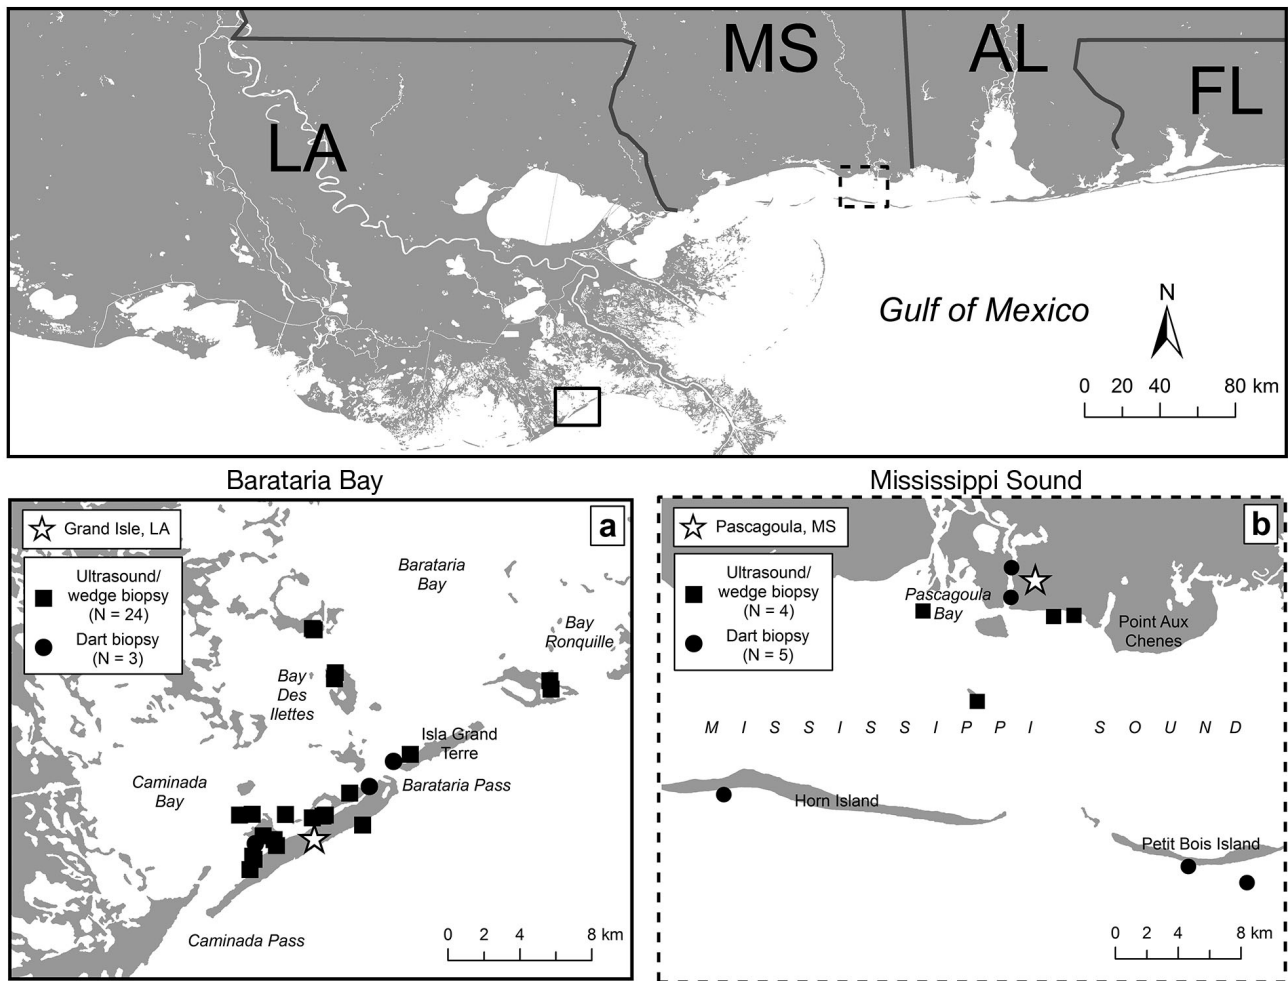 LA
MS
AL
FL
Gulf of Mexico
N
0 20 40 80 km
Barataria Bay
a
Grand Isle, LA
Ultrasound/
wedge biopsy
(N = 24)
Dart biopsy
(N = 3)
Barataria
Bay
Bay
Ronquille
Bay
Des
Ilettes
Isla Grand
Terre
Barataria Pass
Caminada
Bay
Caminada Pass
0 2 4 8 km
Mississippi Sound
b
Pascagoula, MS
Ultrasound/
wedge biopsy
(N = 4)
Dart biopsy
(N = 5)
Pascagoula
Bay
Point Aux
Chenes
MISSISSIPPI SOUND
Horn Island
Petit Bois Island
0 2 4 8 km